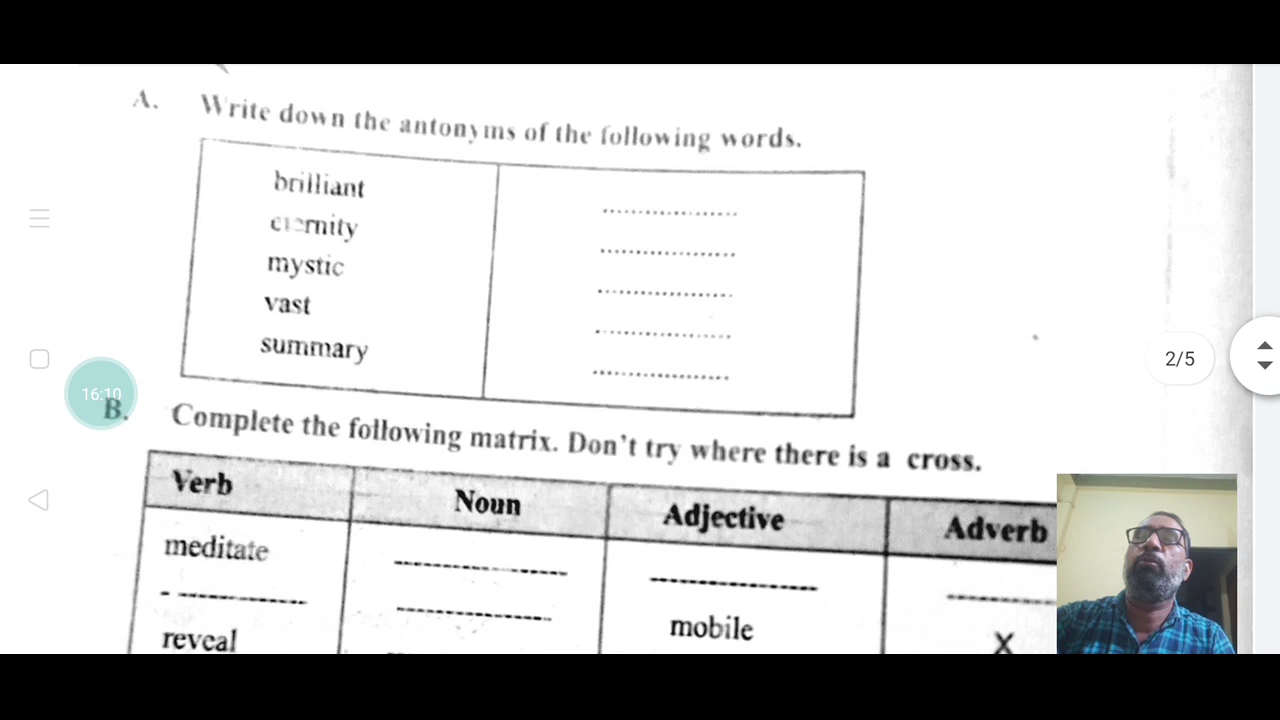 A. Write down the antonyms of the following words.
brilliant ....................
eternity ....................
mystic ....................
vast ....................
summary ....................
2/5
16:10
B. Complete the following matrix. Don't try where there is a cross.
Verb Noun Adjective Adverb
meditate ------------------ ------------------ ------------
- -------------- ------------------ mobile X
reveal